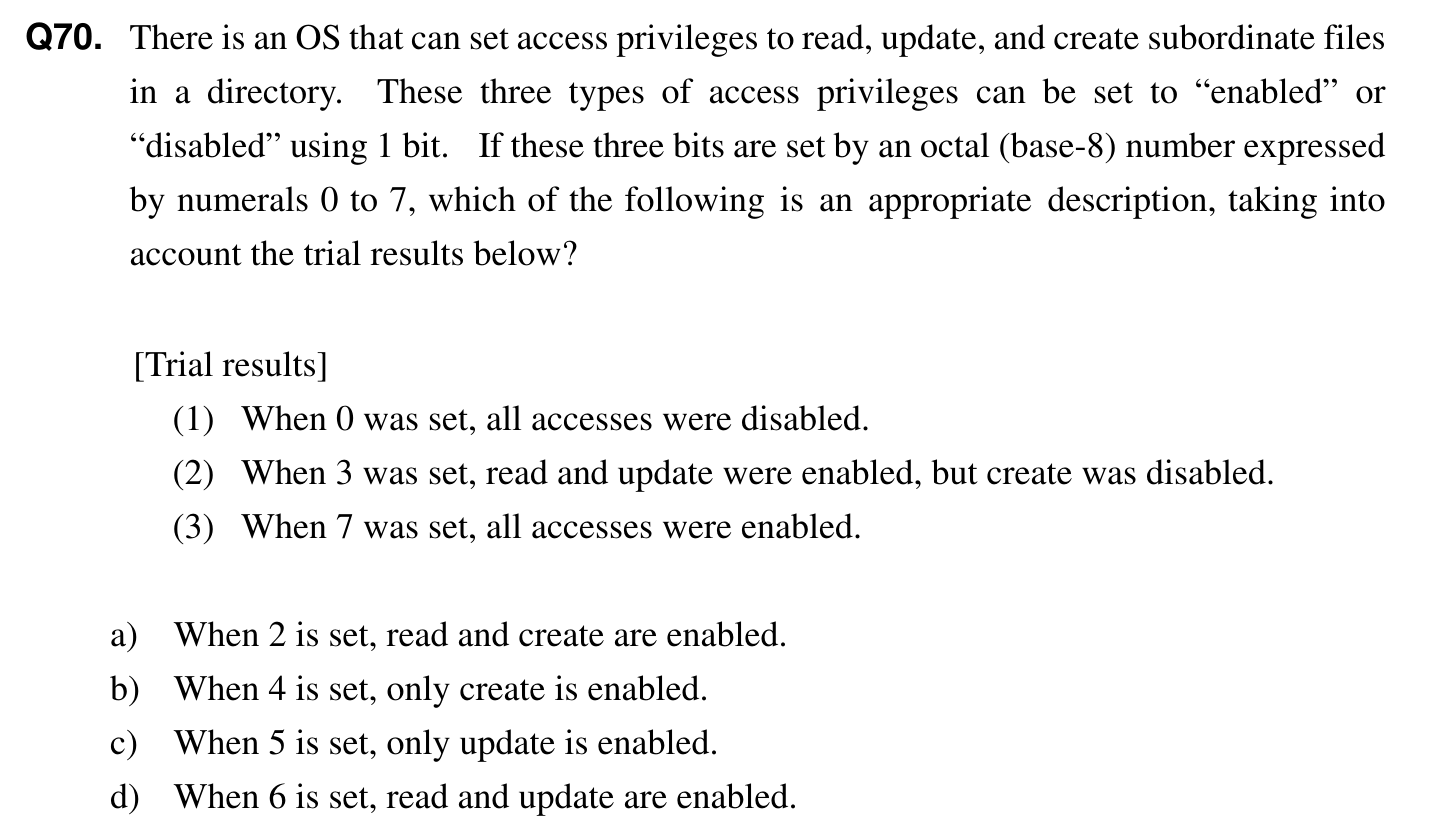 Q70. There is an OS that can set access privileges to read, update, and create subordinate files
in a directory. These three types of access privileges can be set to “enabled” or
“disabled” using 1 bit. If these three bits are set by an octal (base-8) number expressed
by numerals 0 to 7, which of the following is an appropriate description, taking into
account the trial results below?
[Trial results]
(1) When 0 was set, all accesses were disabled.
(2) When 3 was set, read and update were enabled, but create was disabled.
(3) When 7 was set, all accesses were enabled.
a) When 2 is set, read and create are enabled.
b) When 4 is set, only create is enabled.
c) When 5 is set, only update is enabled.
d) When 6 is set, read and update are enabled.